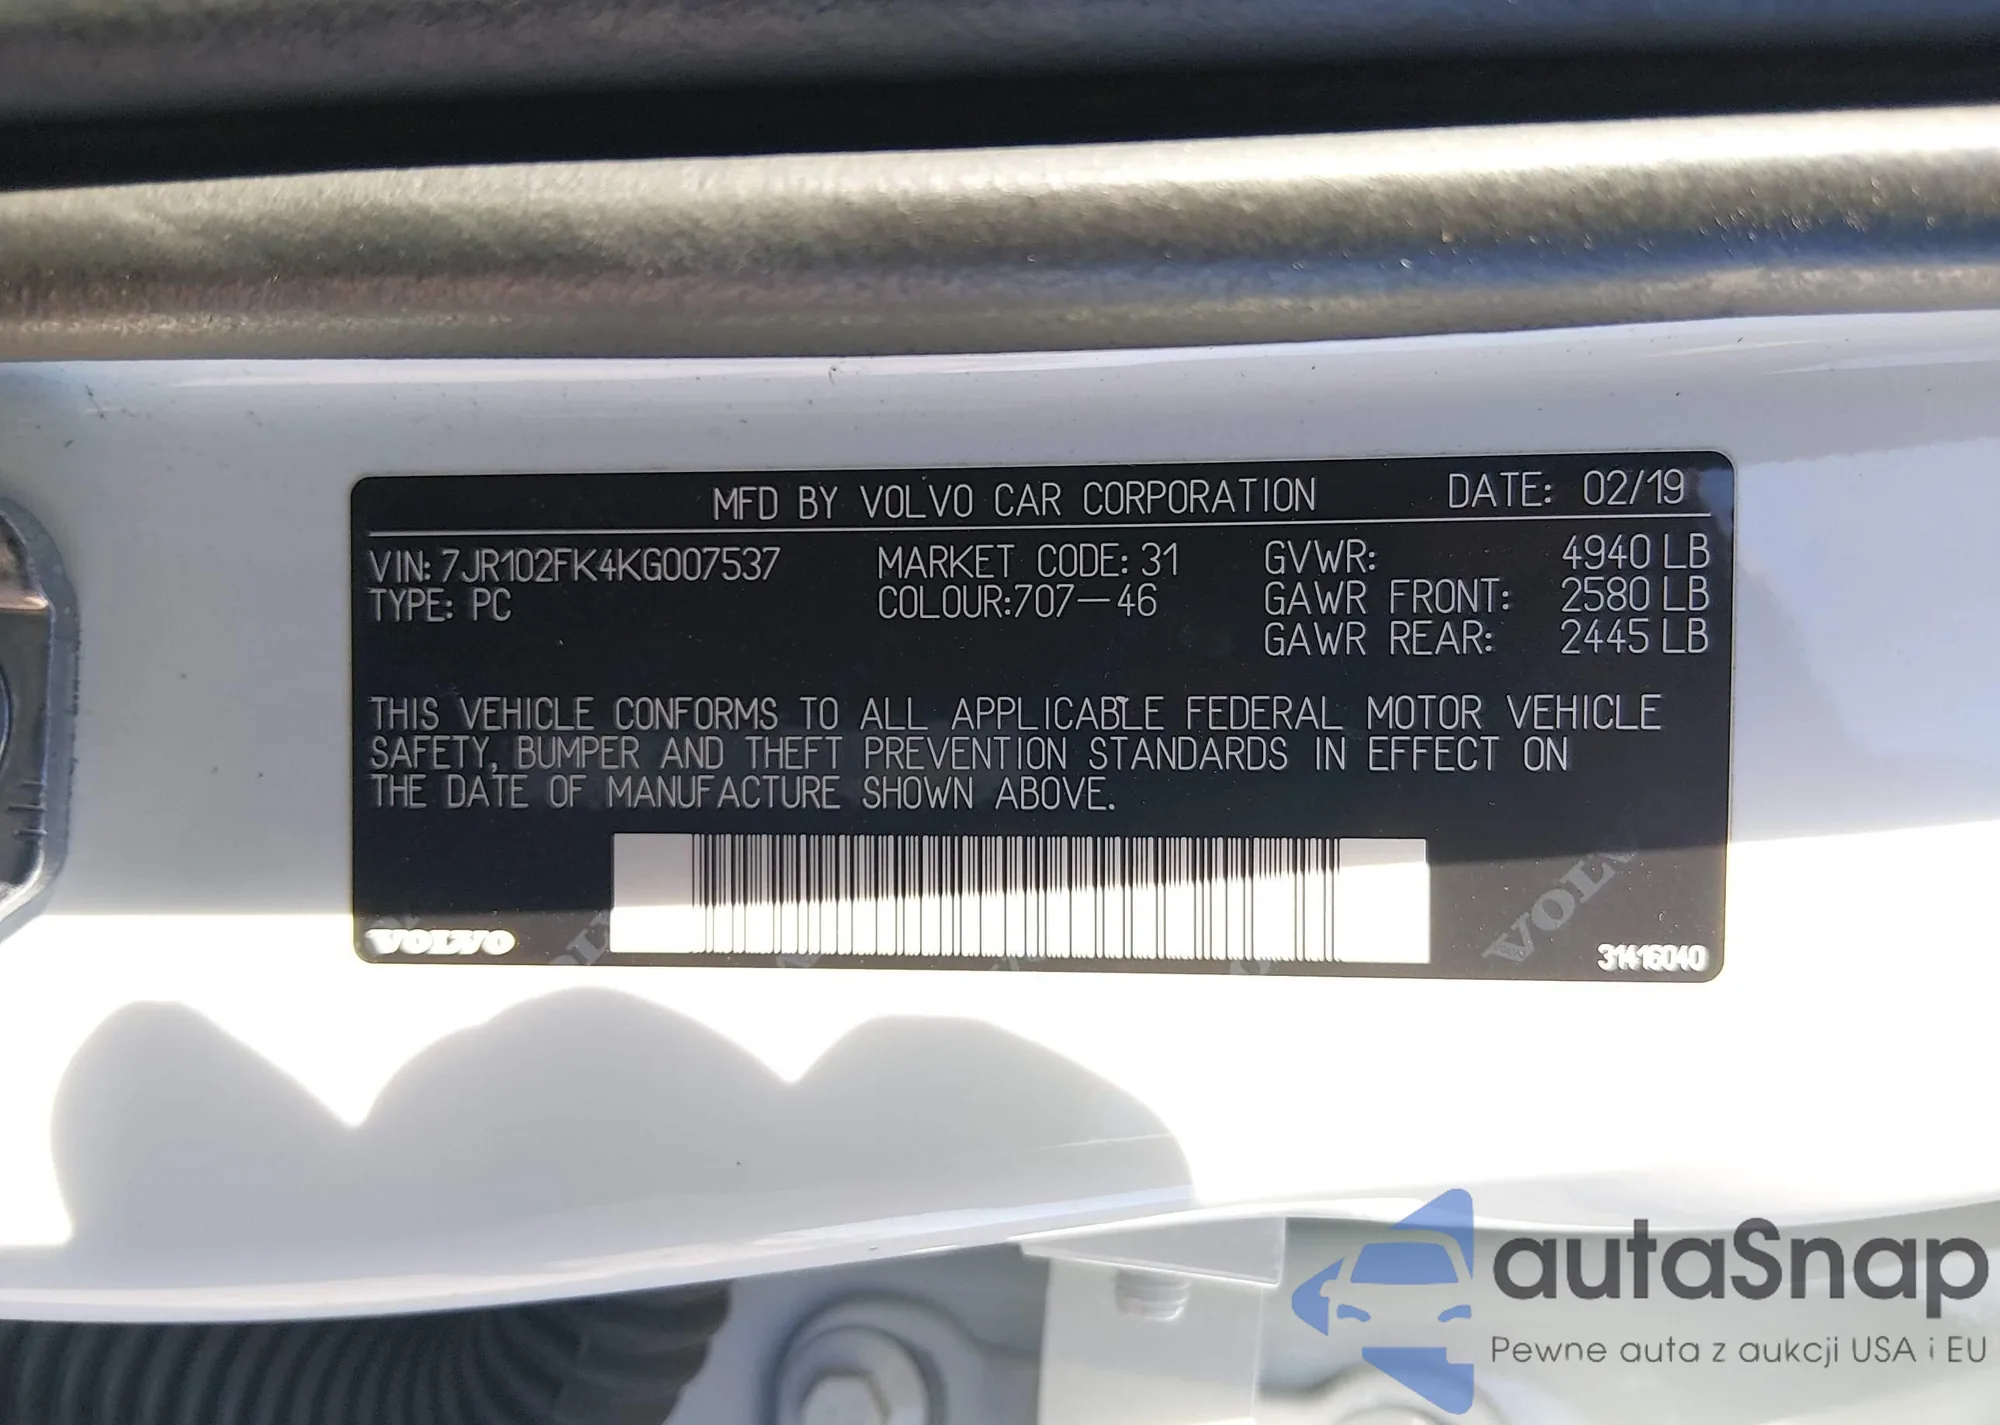 MFD BY VOLVO CAR CORPORATION DATE: 02/19
VIN: 7JR102FK4KG007537 MARKET CODE: 31 GVWR: 4940 LB
TYPE: PC COLOUR:707-46 GAWR FRONT: 2580 LB
GAWR REAR: 2445 LB
THIS VEHICLE CONFORMS TO ALL APPLICABLE FEDERAL MOTOR VEHICLE
SAFETY, BUMPER AND THEFT PREVENTION STANDARDS IN EFFECT ON
THE DATE OF MANUFACTURE SHOWN ABOVE.
VOLVO
VOLVO
31416040
autaSnap
Pewne auta z aukcji USA i EU